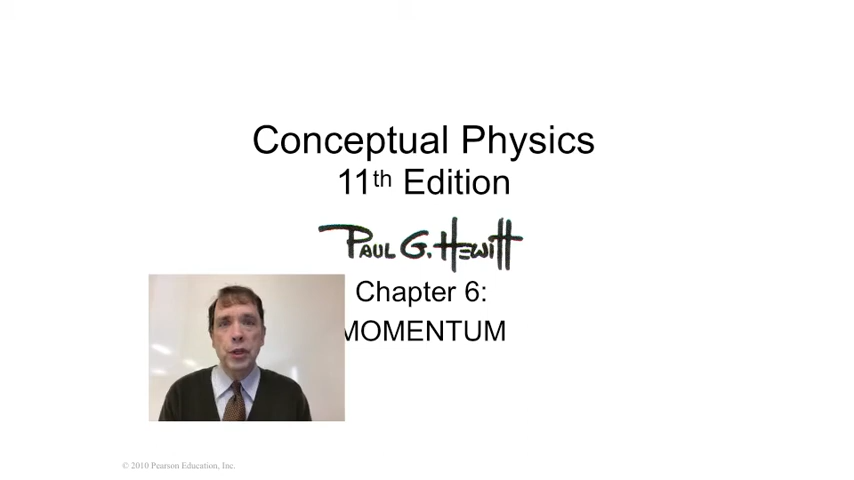 Conceptual Physics
11th Edition
PAUL G. HEWITT
Chapter 6:
MOMENTUM
© 2010 Pearson Education, Inc.